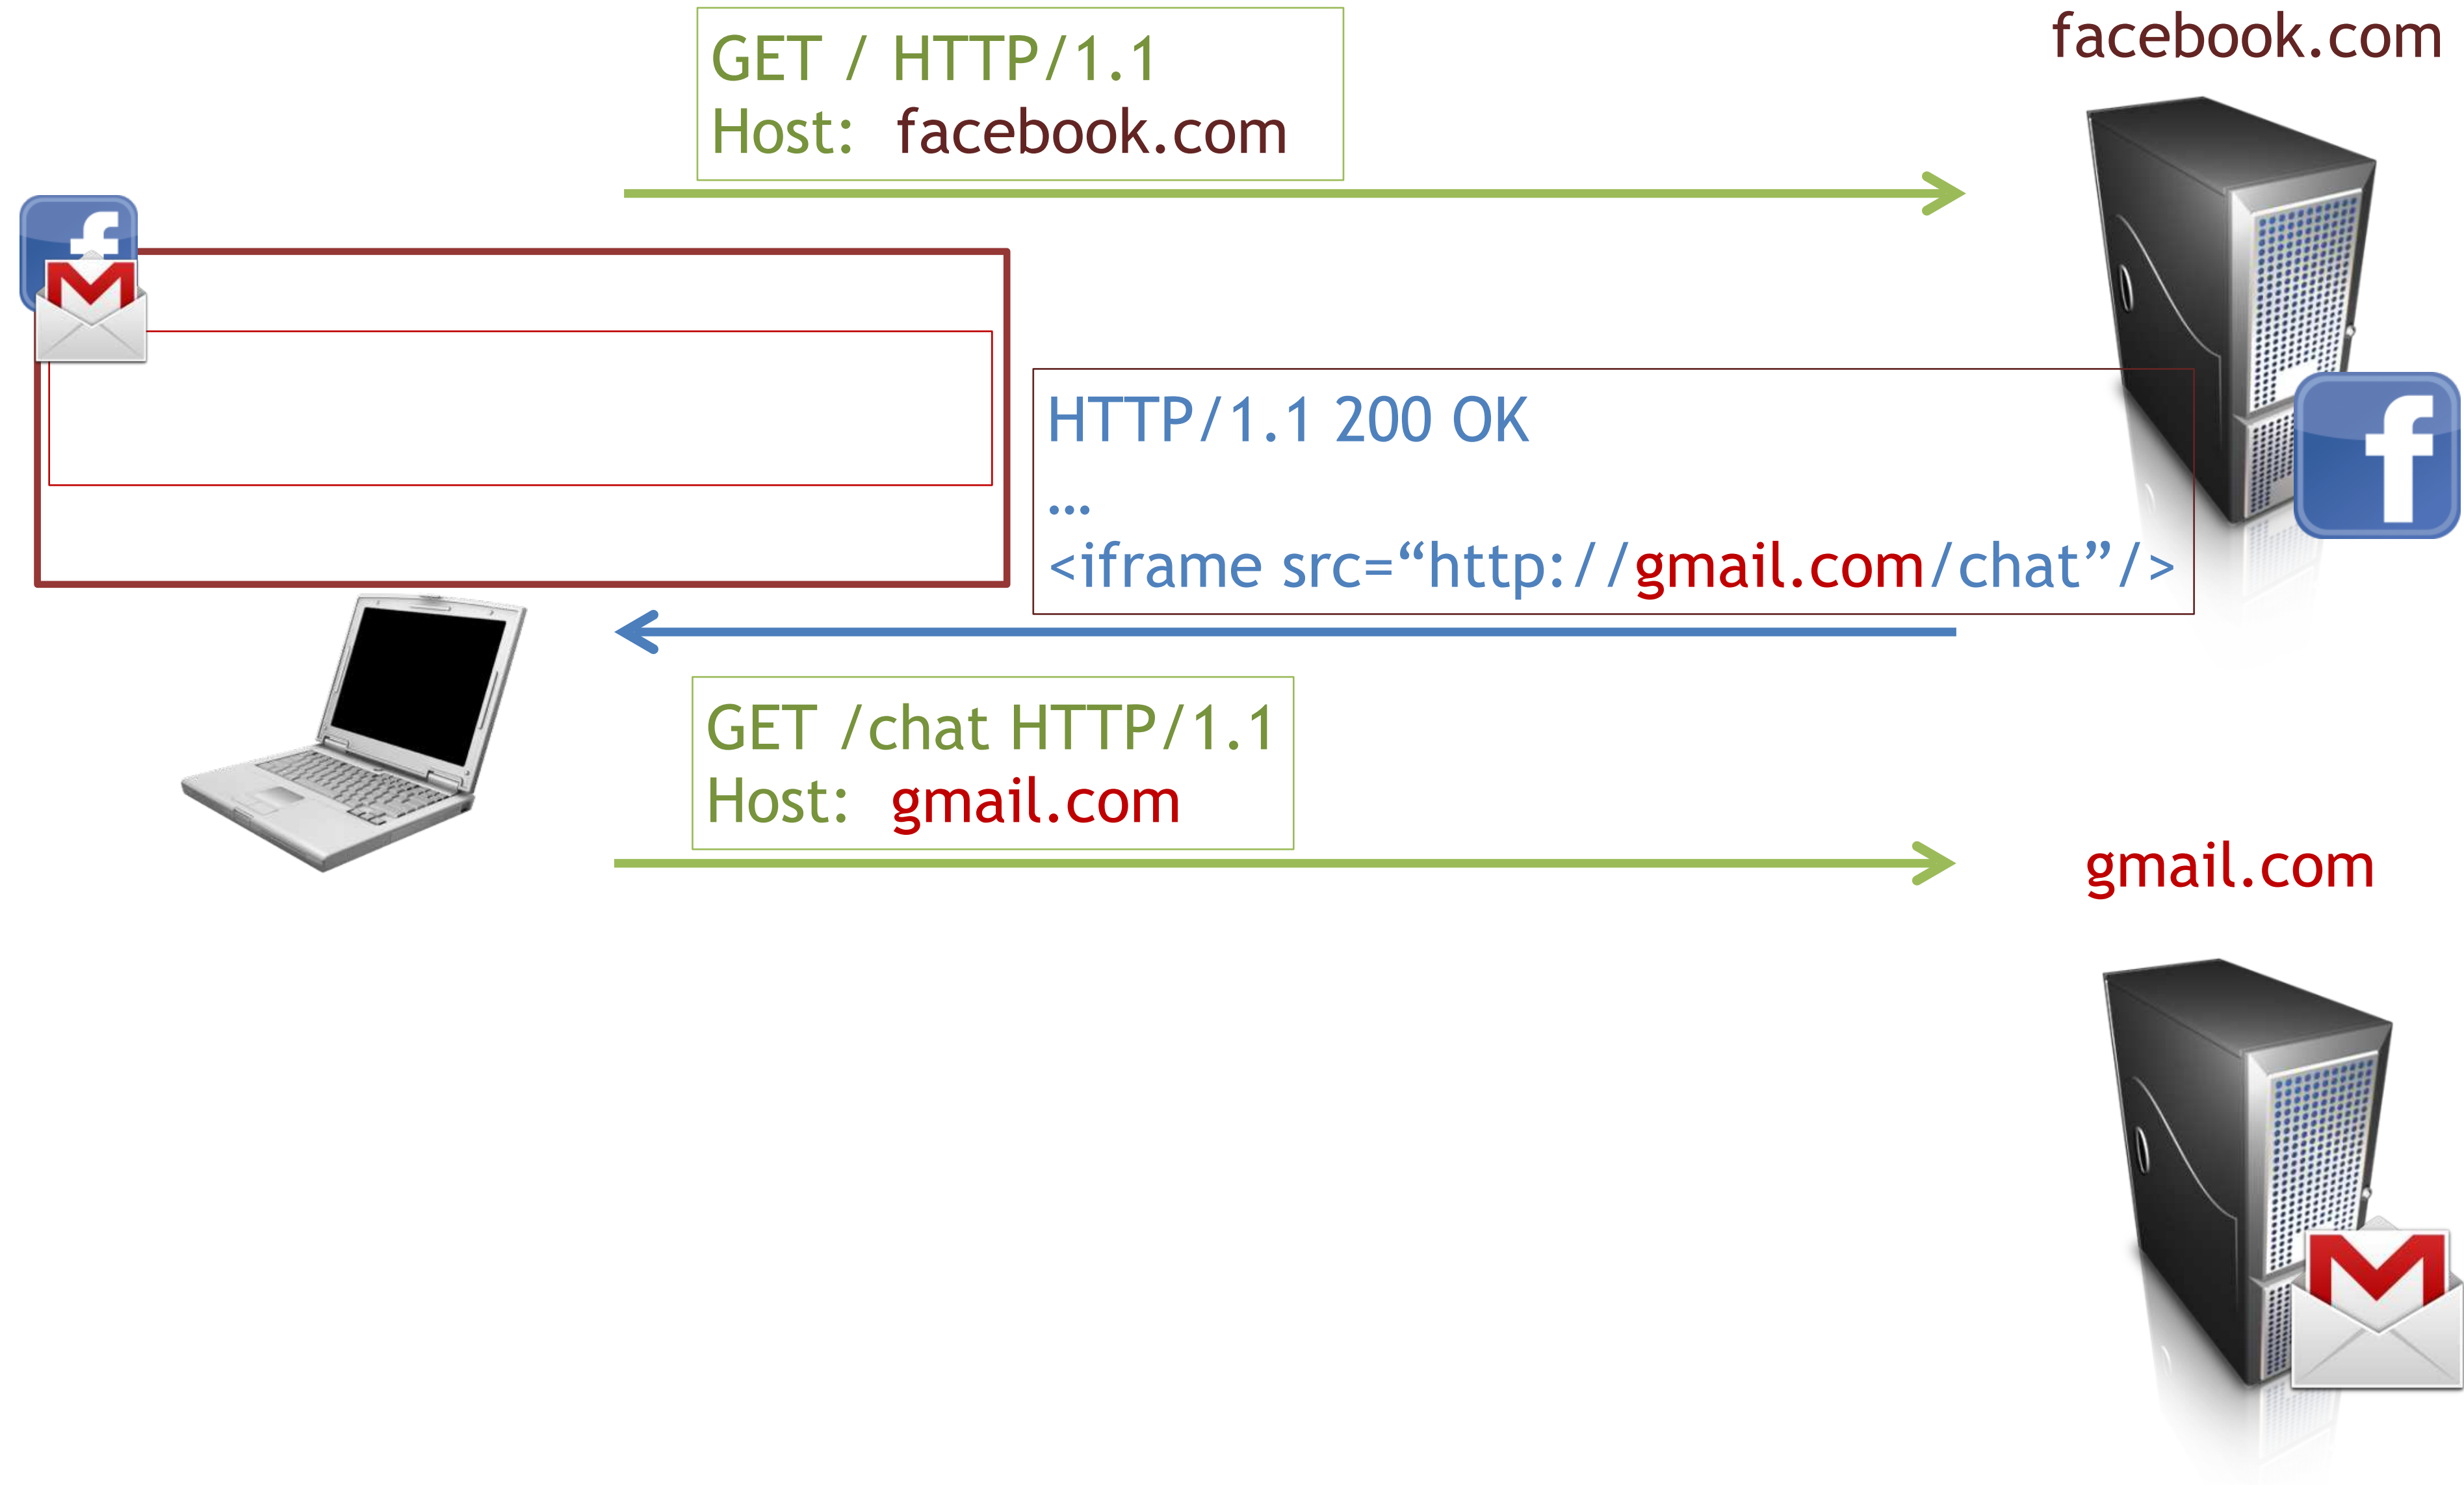 facebook.com
GET / HTTP/1.1
Host: facebook.com
HTTP/1.1 200 OK
…
<iframe src=“http://gmail.com/chat”/>
GET /chat HTTP/1.1
Host: gmail.com
gmail.com